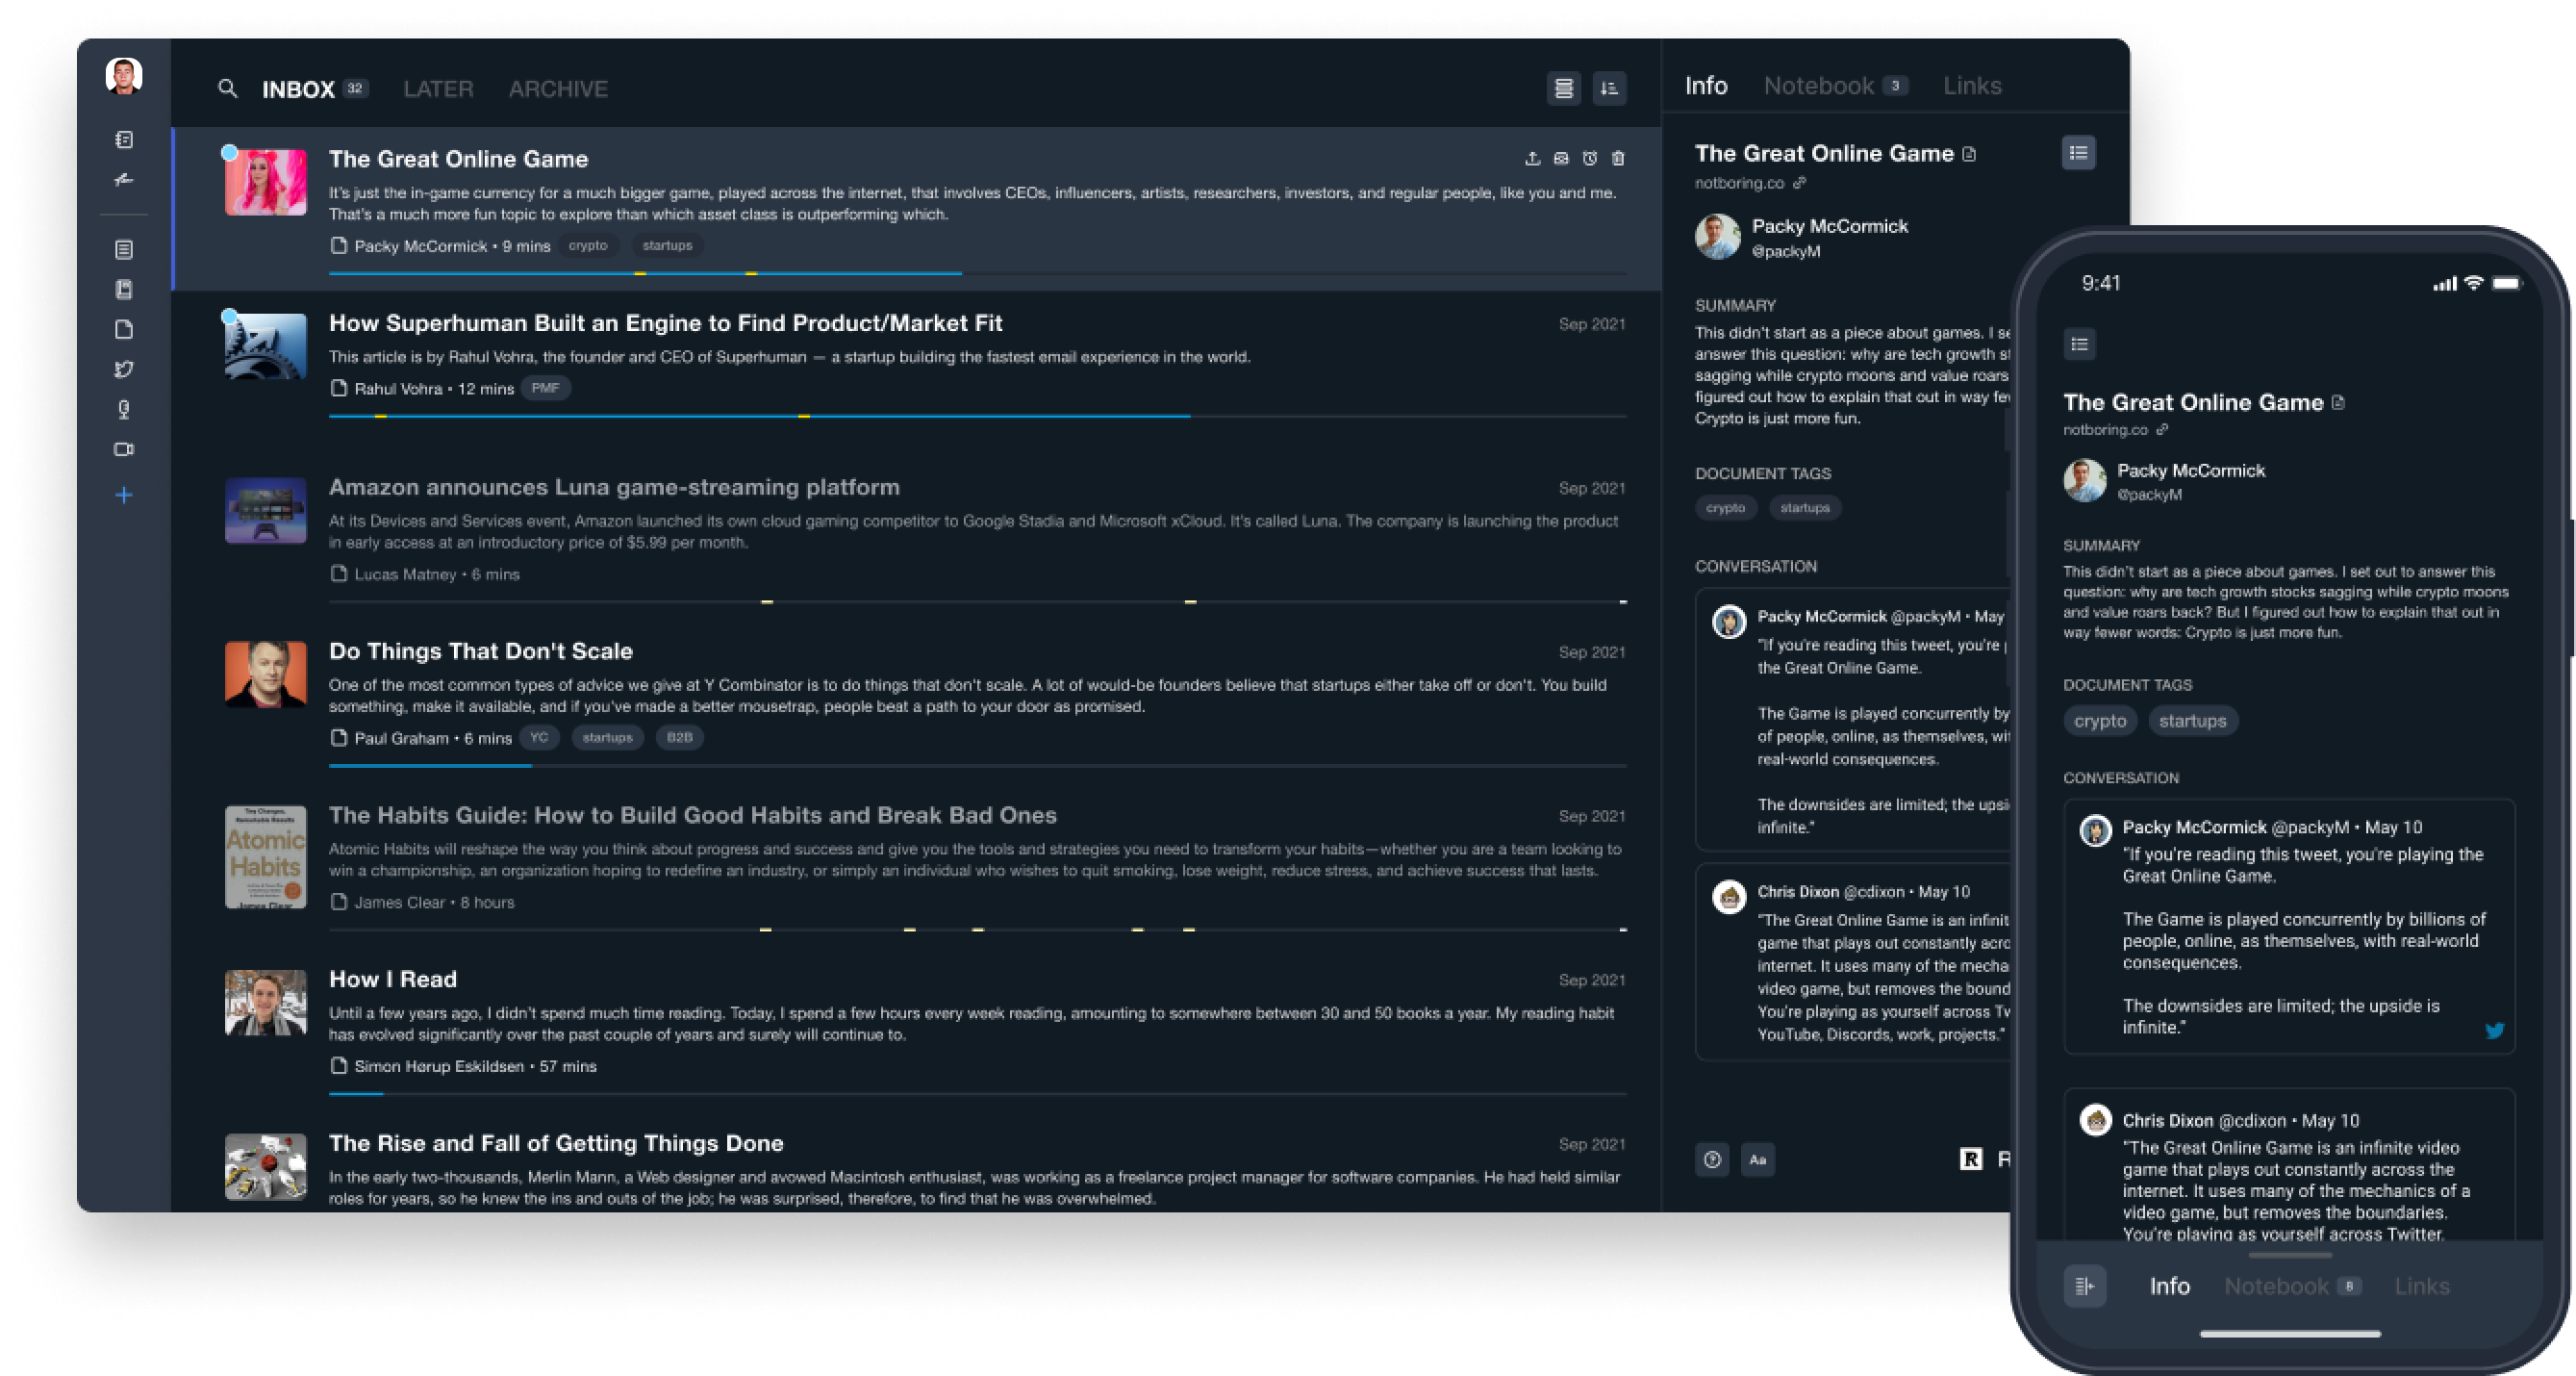 INBOX 32 LATER ARCHIVE
The Great Online Game
It's just the in-game currency for a much bigger game, played across the internet, that involves CEOs, influencers, artists, researchers, investors, and regular people, like you and me.
That's a much more fun topic to explore than which asset class is outperforming which.
Packy McCormick • 9 mins crypto startups
How Superhuman Built an Engine to Find Product/Market Fit Sep 2021
This article is by Rahul Vohra, the founder and CEO of Superhuman — a startup building the fastest email experience in the world.
Rahul Vohra • 12 mins PMF
Amazon announces Luna game-streaming platform Sep 2021
At its Devices and Services event, Amazon launched its own cloud gaming competitor to Google Stadia and Microsoft xCloud. It's called Luna. The company is launching the product
in early access at an introductory price of $5.99 per month.
Lucas Matney • 6 mins
Do Things That Don't Scale Sep 2021
One of the most common types of advice we give at Y Combinator is to do things that don't scale. A lot of would-be founders believe that startups either take off or don't. You build
something, make it available, and if you've made a better mousetrap, people beat a path to your door as promised.
Paul Graham • 6 mins YC startups B2B
Atomic
Habits
James Clear
The Habits Guide: How to Build Good Habits and Break Bad Ones Sep 2021
Atomic Habits will reshape the way you think about progress and success and give you the tools and strategies you need to transform your habits—whether you are a team looking to
win a championship, an organization hoping to redefine an industry, or simply an individual who wishes to quit smoking, lose weight, reduce stress, and achieve success that lasts.
James Clear • 8 hours
How I Read Sep 2021
Until a few years ago, I didn't spend much time reading. Today, I spend a few hours every week reading, amounting to somewhere between 30 and 50 books a year. My reading habit
has evolved significantly over the past couple of years and surely will continue to.
Simon Hørup Eskildsen • 57 mins
The Rise and Fall of Getting Things Done Sep 2021
In the early two-thousands, Merlin Mann, a Web designer and avowed Macintosh enthusiast, was working as a freelance project manager for software companies. He had held similar
roles for years, so he knew the ins and outs of the job; he was surprised, therefore, to find that he was overwhelmed.
Info Notebook 3 Links
The Great Online Game
notboring.co
Packy McCormick
@packyM
SUMMARY
This didn't start as a piece about games. I se
answer this question: why are tech growth st
sagging while crypto moons and value roars
figured out how to explain that out in way fe
Crypto is just more fun.
DOCUMENT TAGS
crypto startups
CONVERSATION
Packy McCormick @packyM • May
"If you're reading this tweet, you're p
the Great Online Game.
The Game is played concurrently by
of people, online, as themselves, wit
real-world consequences.
The downsides are limited; the upsi
infinite."
Chris Dixon @cdixon • May 10
"The Great Online Game is an infinit
game that plays out constantly acro
internet. It uses many of the mecha
video game, but removes the bound
You're playing as yourself across Tw
YouTube, Discords, work, projects."
Aa R R
9:41
The Great Online Game
notboring.co
Packy McCormick
@packyM
SUMMARY
This didn't start as a piece about games. I set out to answer this
question: why are tech growth stocks sagging while crypto moons
and value roars back? But I figured out how to explain that out in
way fewer words: Crypto is just more fun.
DOCUMENT TAGS
crypto startups
CONVERSATION
Packy McCormick @packyM • May 10
"If you're reading this tweet, you're playing the
Great Online Game.
The Game is played concurrently by billions of
people, online, as themselves, with real-world
consequences.
The downsides are limited; the upside is
infinite."
Chris Dixon @cdixon • May 10
"The Great Online Game is an infinite video
game that plays out constantly across the
internet. It uses many of the mechanics of a
video game, but removes the boundaries.
You're playing as yourself across Twitter,
Info Notebook 8 Links